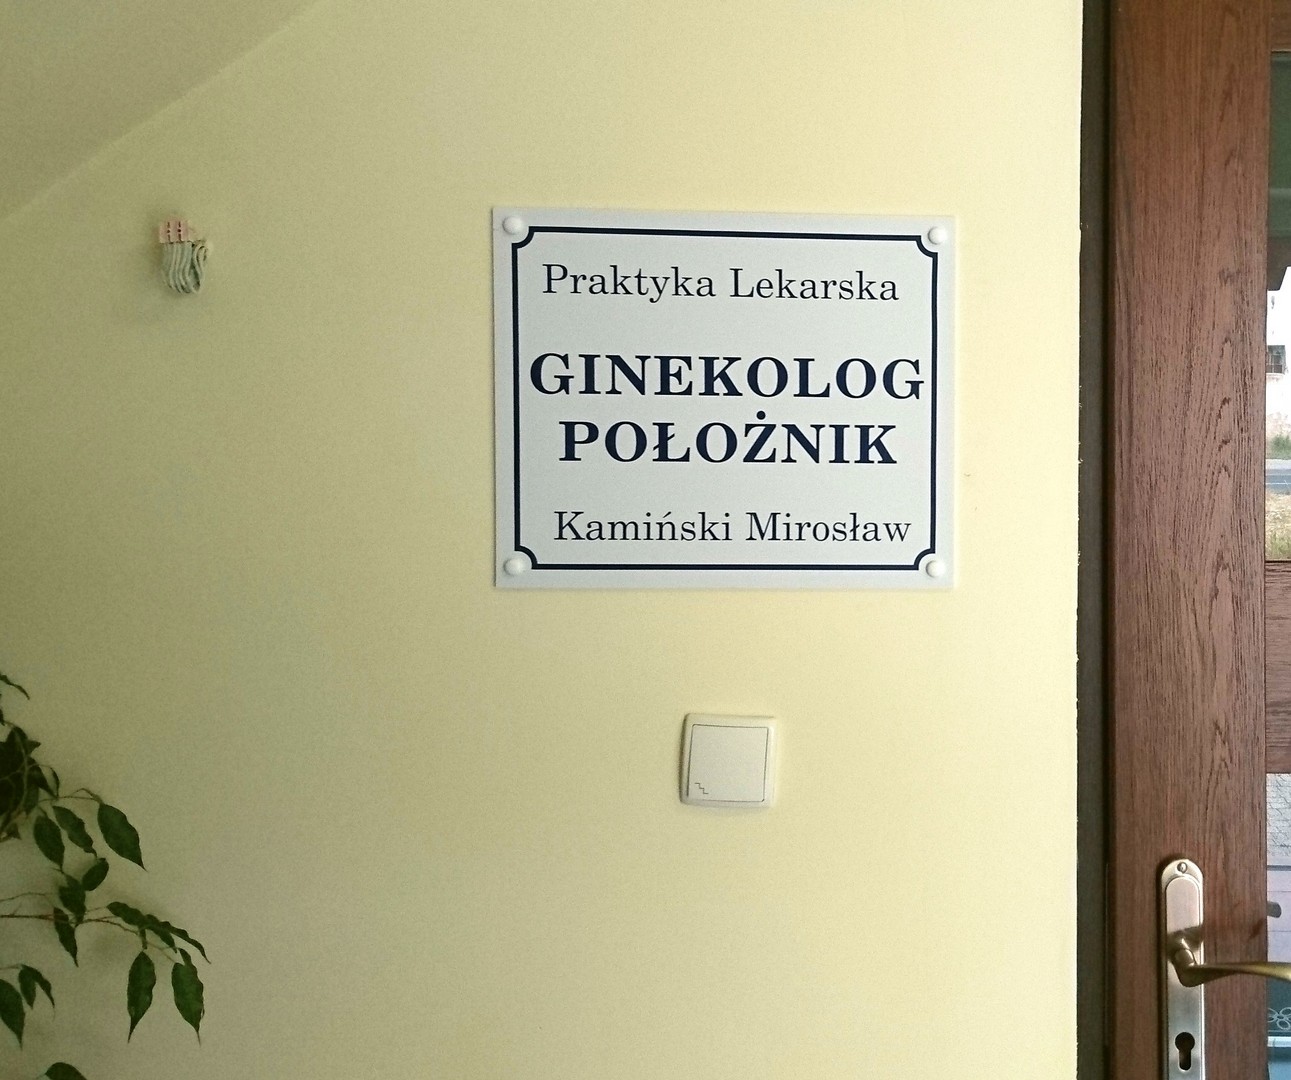 Praktyka Lekarska
GINEKOLOG
POŁOŻNIK
Kamiński Mirosław